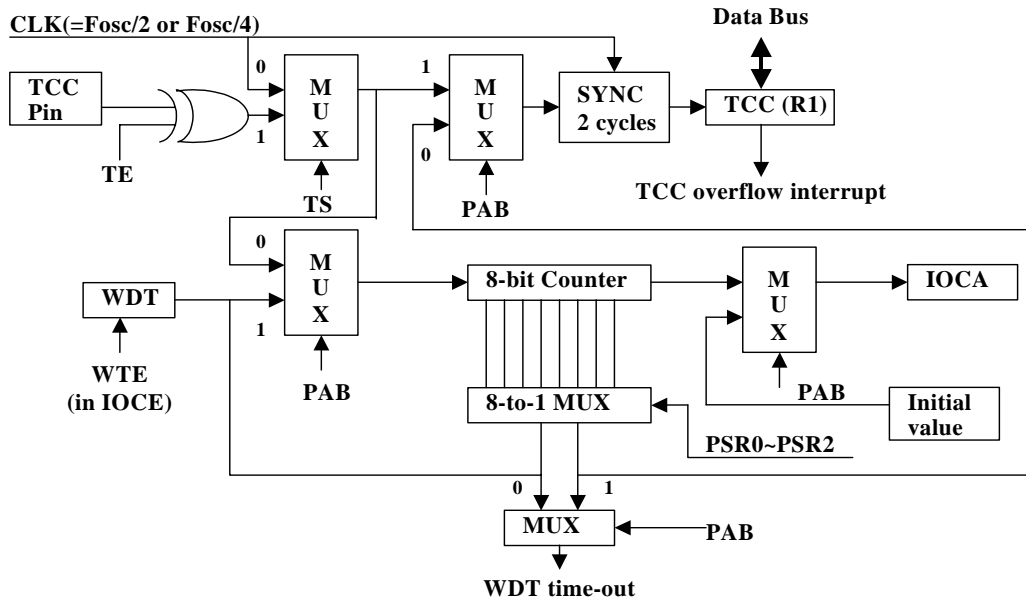 CLK(=Fosc/2 or Fosc/4)
Data Bus
TCC
Pin
0
1
M
U
X
1
0
M
U
X
SYNC
2 cycles
TCC (R1)
TE
TS
PAB
TCC overflow interrupt
0
1
M
U
X
WDT
8-bit Counter
M
U
X
IOCA
WTE
(in IOCE)
PAB
8-to-1 MUX
PAB
Initial
value
PSR0~PSR2
0
1
MUX
PAB
WDT time-out